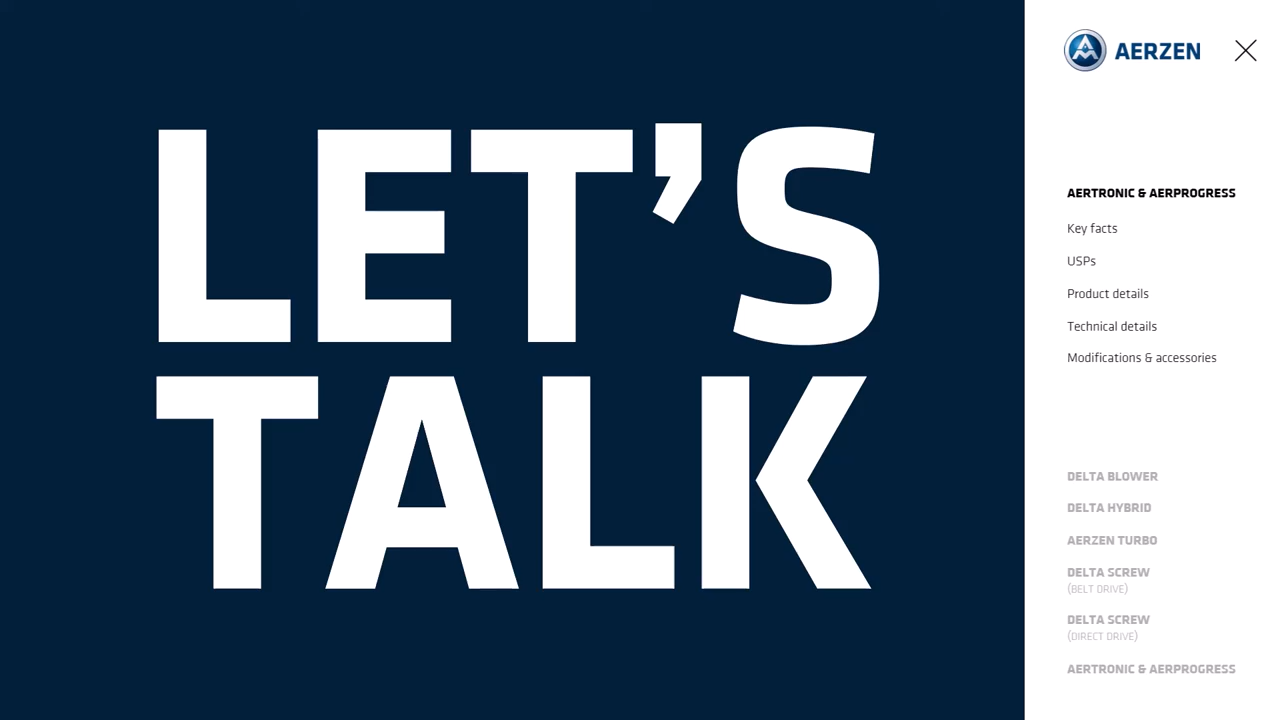 LET’S
TALK
AERZEN
AERTRONIC & AERPROGRESS
Key facts
USPs
Product details
Technical details
Modifications & accessories
DELTA BLOWER
DELTA HYBRID
AERZEN TURBO
DELTA SCREW
(BELT DRIVE)
DELTA SCREW
(DIRECT DRIVE)
AERTRONIC & AERPROGRESS